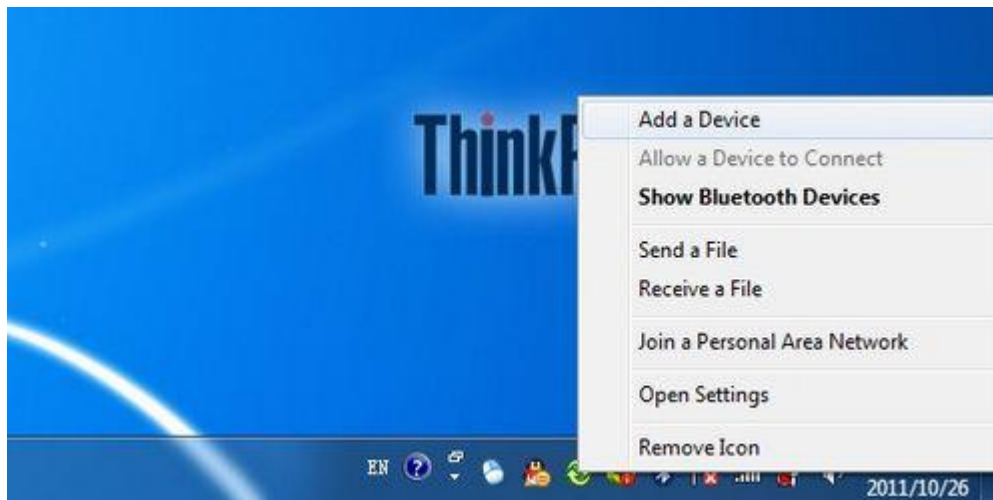 Add a Device
Allow a Device to Connect
Show Bluetooth Devices
Send a File
Receive a File
Join a Personal Area Network
Open Settings
Remove Icon
EN
2011/10/26